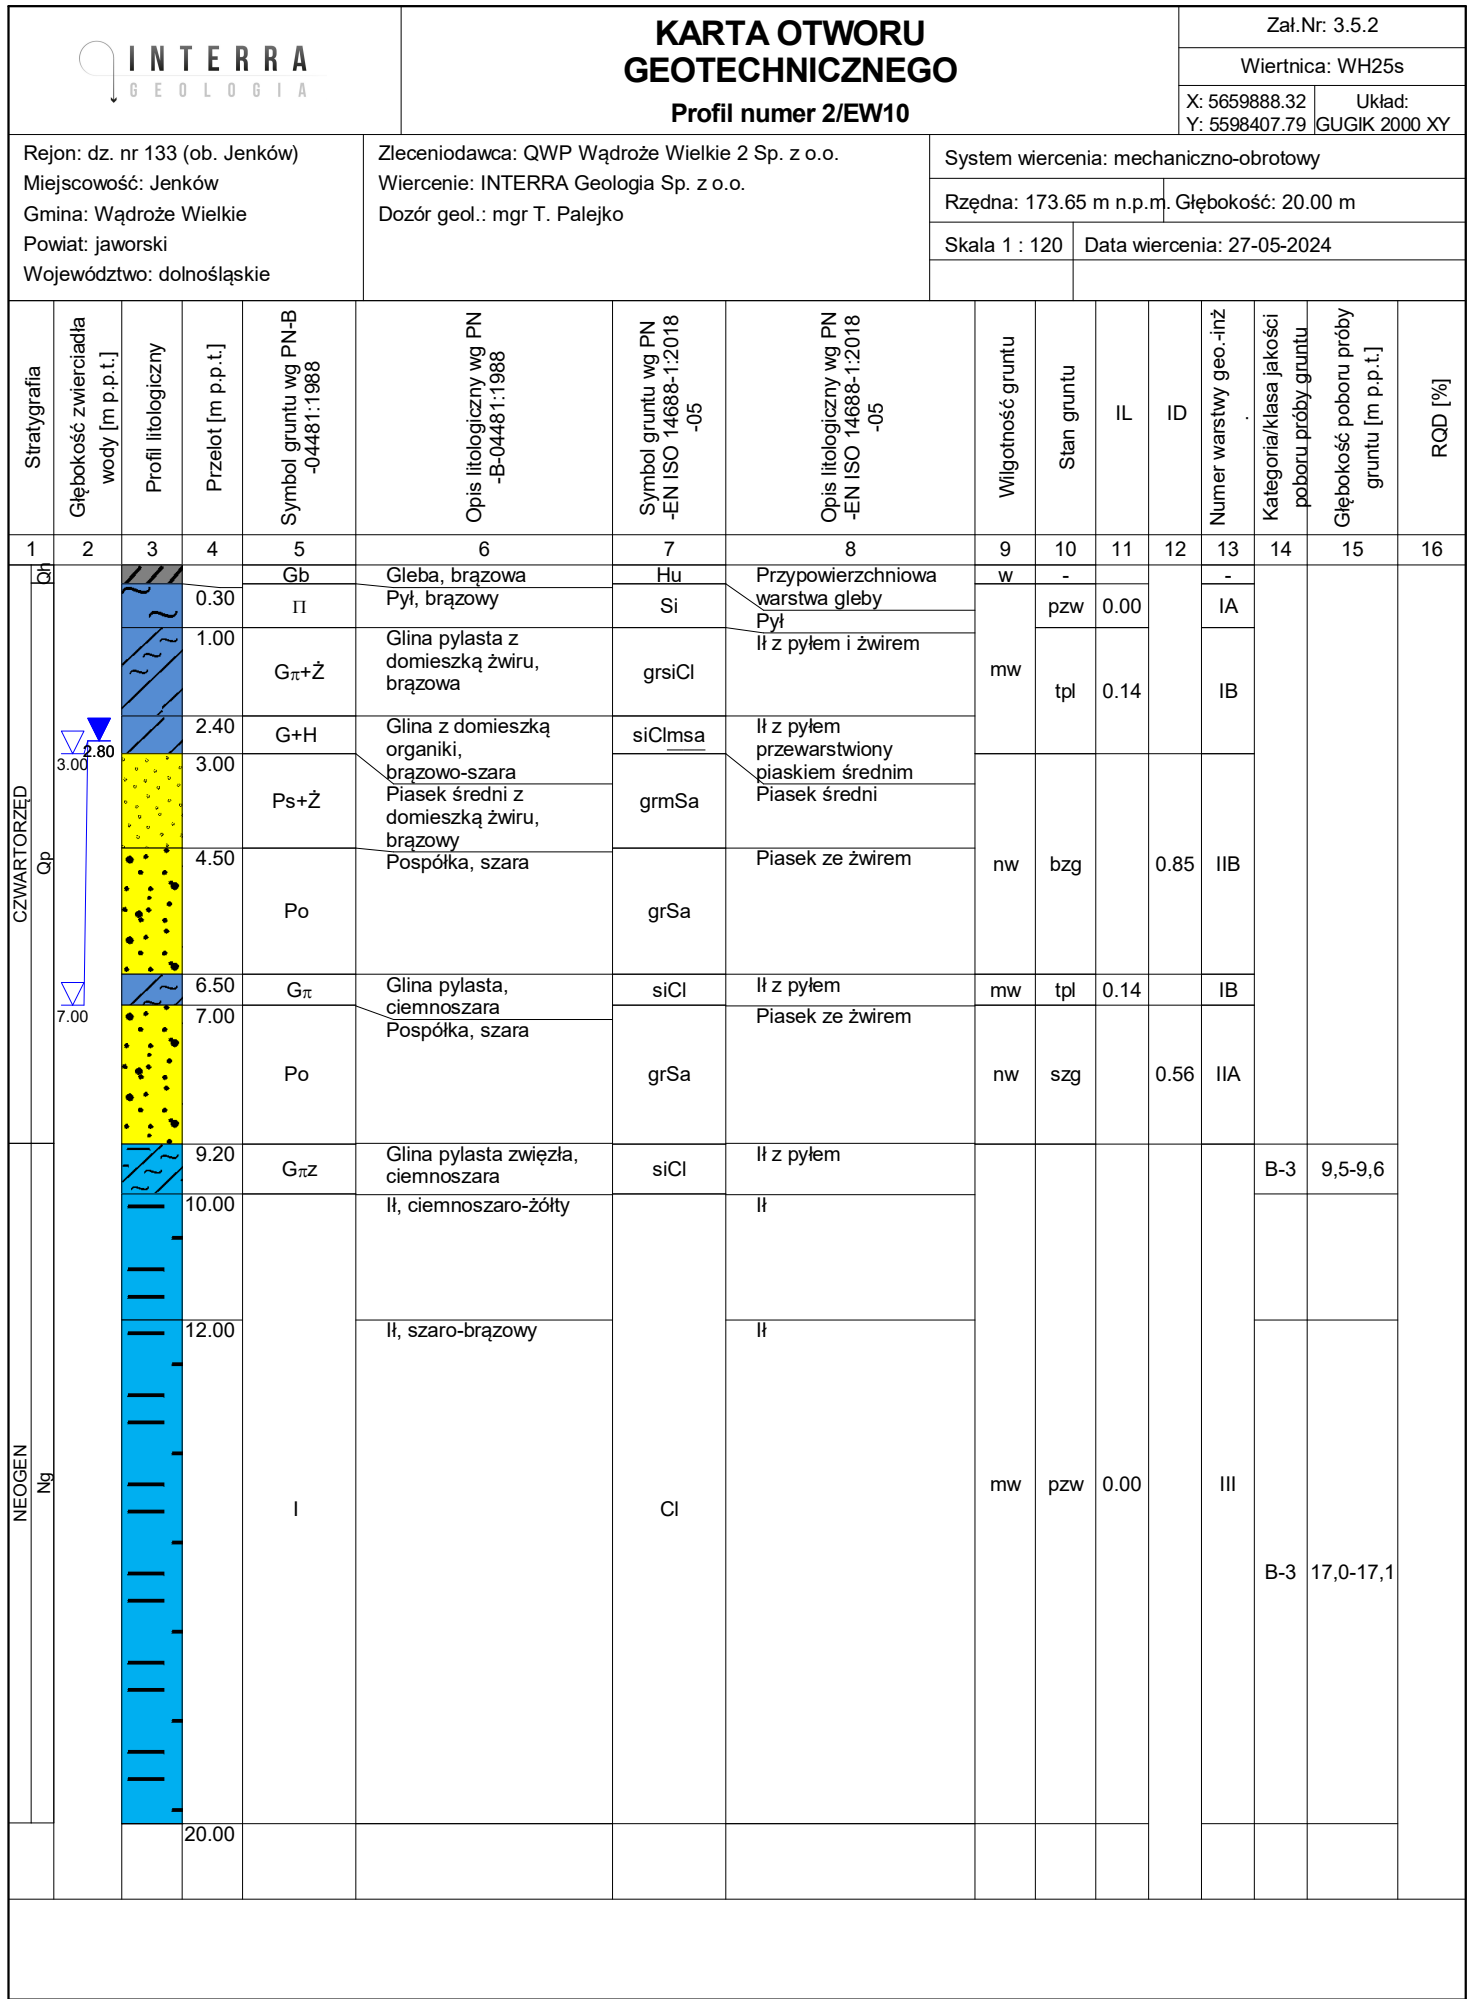 INTERRA
GEOLOGIA
KARTA OTWORU
GEOTECHNICZNEGO
Profil numer 2/EW10
Zał.Nr: 3.5.2
Wiertnica: WH25s
X: 5659888.32
Y: 5598407.79
Układ:
GUGIK 2000 XY
Rejon: dz. nr 133 (ob. Jenków)
Miejscowość: Jenków
Gmina: Wądroże Wielkie
Powiat: jaworski
Województwo: dolnośląskie
Zleceniodawca: QWP Wądroże Wielkie 2 Sp. z o.o.
Wiercenie: INTERRA Geologia Sp. z o.o.
Dozór geol.: mgr T. Palejko
System wiercenia: mechaniczno-obrotowy
Rzędna: 173.65 m n.p.m.
Głębokość: 20.00 m
Skala 1 : 120
Data wiercenia: 27-05-2024
Stratygrafia
Głębokość zwierciadła
wody [m p.p.t.]
Profil litologiczny
Przelot [m p.p.t.]
Symbol gruntu wg PN-B
-04481:1988
Opis litologiczny wg PN
-B-04481:1988
Symbol gruntu wg PN
-EN ISO 14688-1:2018
-05
Opis litologiczny wg PN
-EN ISO 14688-1:2018
-05
Wilgotność gruntu
Stan gruntu
IL
ID
Numer warstwy geo.-inż
.
Kategoria/klasa jakości
poboru próby gruntu
Głębokość poboru próby
gruntu [m p.p.t.]
RQD [%]
1 2 3 4 5 6 7 8 9 10 11 12 13 14 15 16
CZWARTORZĘD
Qh
Qp
NEOGEN
Ng
2.80
3.00
7.00
Gb
Gleba, brązowa
Hu
Przypowierzchniowa
warstwa gleby
w
-
-
0.30
Π
Pył, brązowy
Si
Pył
pzw
0.00
IA
1.00
Gπ+Ż
Glina pylasta z
domieszką żwiru,
brązowa
grsiCl
Ił z pyłem i żwirem
mw
tpl
0.14
IB
2.40
G+H
Glina z domieszką
organiki,
brązowo-szara
siClmsa
Ił z pyłem
przewarstwiony
piaskiem średnim
3.00
Ps+Ż
Piasek średni z
domieszką żwiru,
brązowy
grmSa
Piasek średni
4.50
Po
Pospółka, szara
grSa
Piasek ze żwirem
nw
bzg
0.85
IIB
6.50
Gπ
Glina pylasta,
ciemnoszara
siCl
Ił z pyłem
mw
tpl
0.14
IB
7.00
Po
Pospółka, szara
grSa
Piasek ze żwirem
nw
szg
0.56
IIA
9.20
Gπz
Glina pylasta zwięzła,
ciemnoszara
siCl
Ił z pyłem
B-3
9,5-9,6
10.00
Ił, ciemnoszaro-żółty
Ił
12.00
Ił, szaro-brązowy
Ił
I
Cl
mw
pzw
0.00
III
B-3
17,0-17,1
20.00